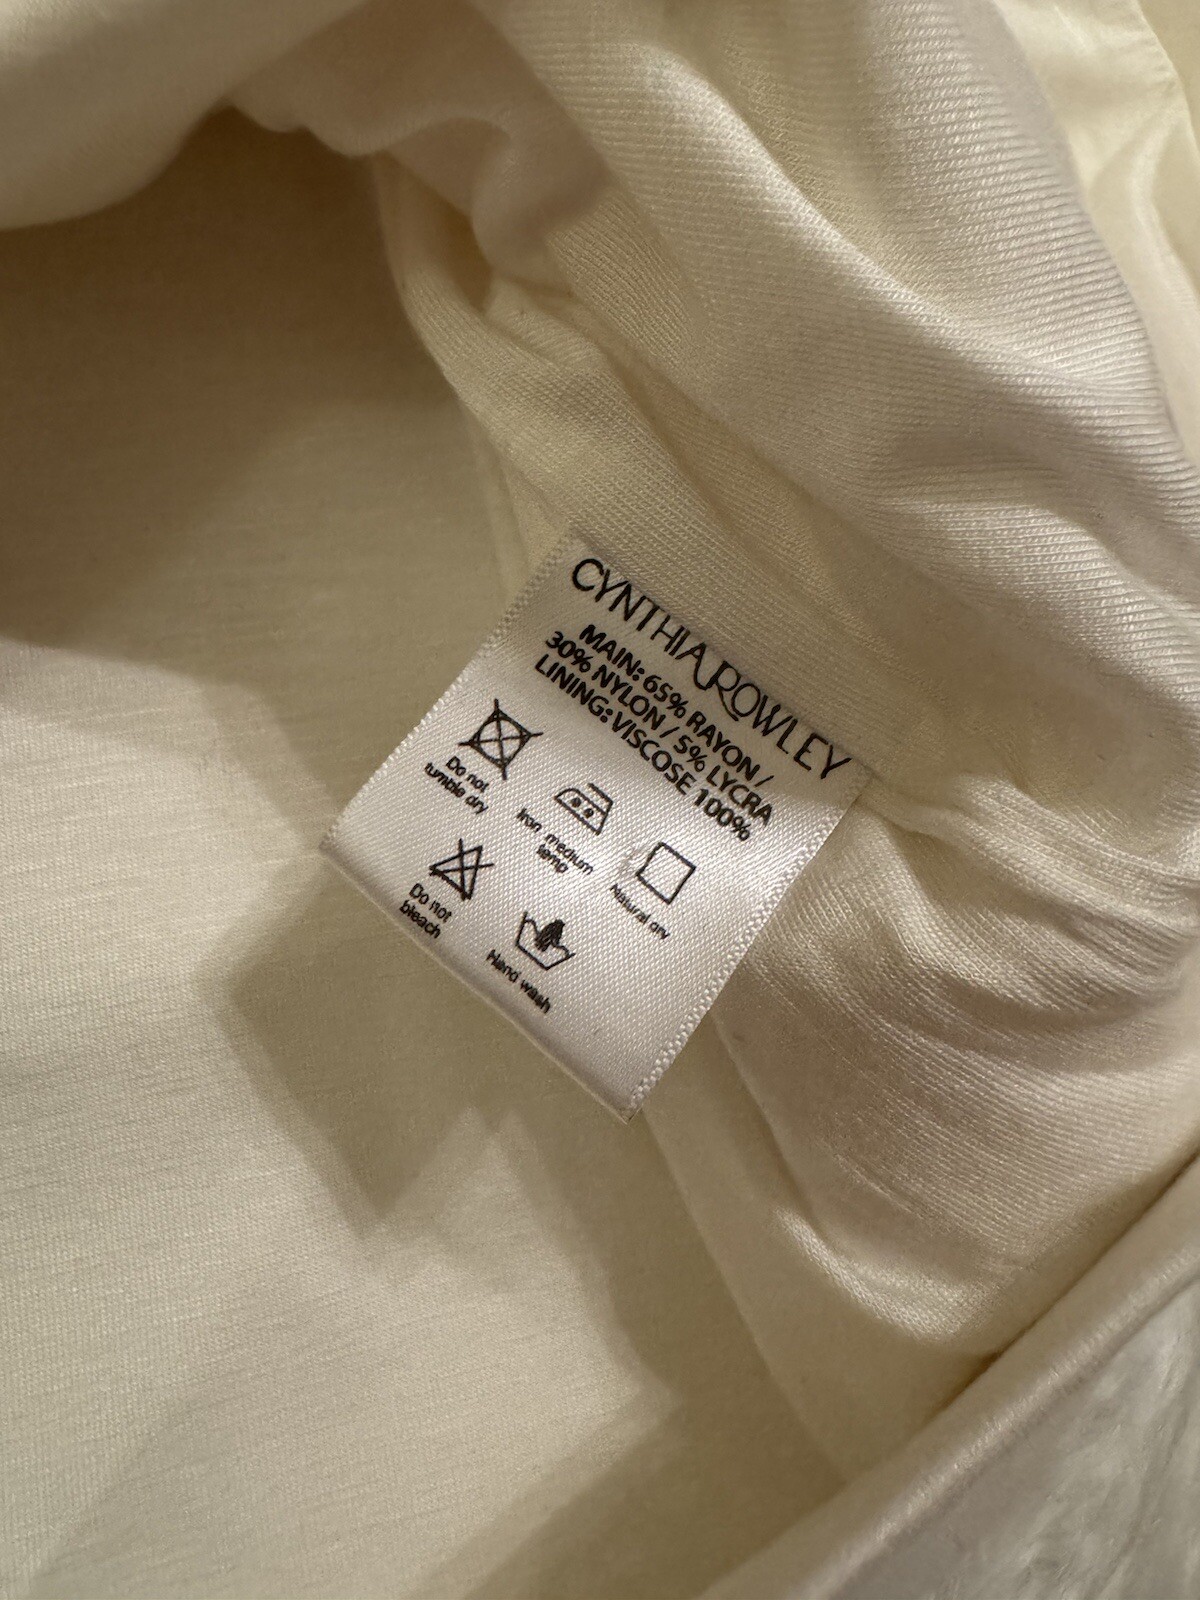 CYNTHIA ROWLEY
MAIN: 65% RAYON /
30% NYLON / 5% LYCRA
LINING: VISCOSE 100%
Do not
tumble dry
Iron medium
temp
Natural dry
Do not
bleach
Hand wash